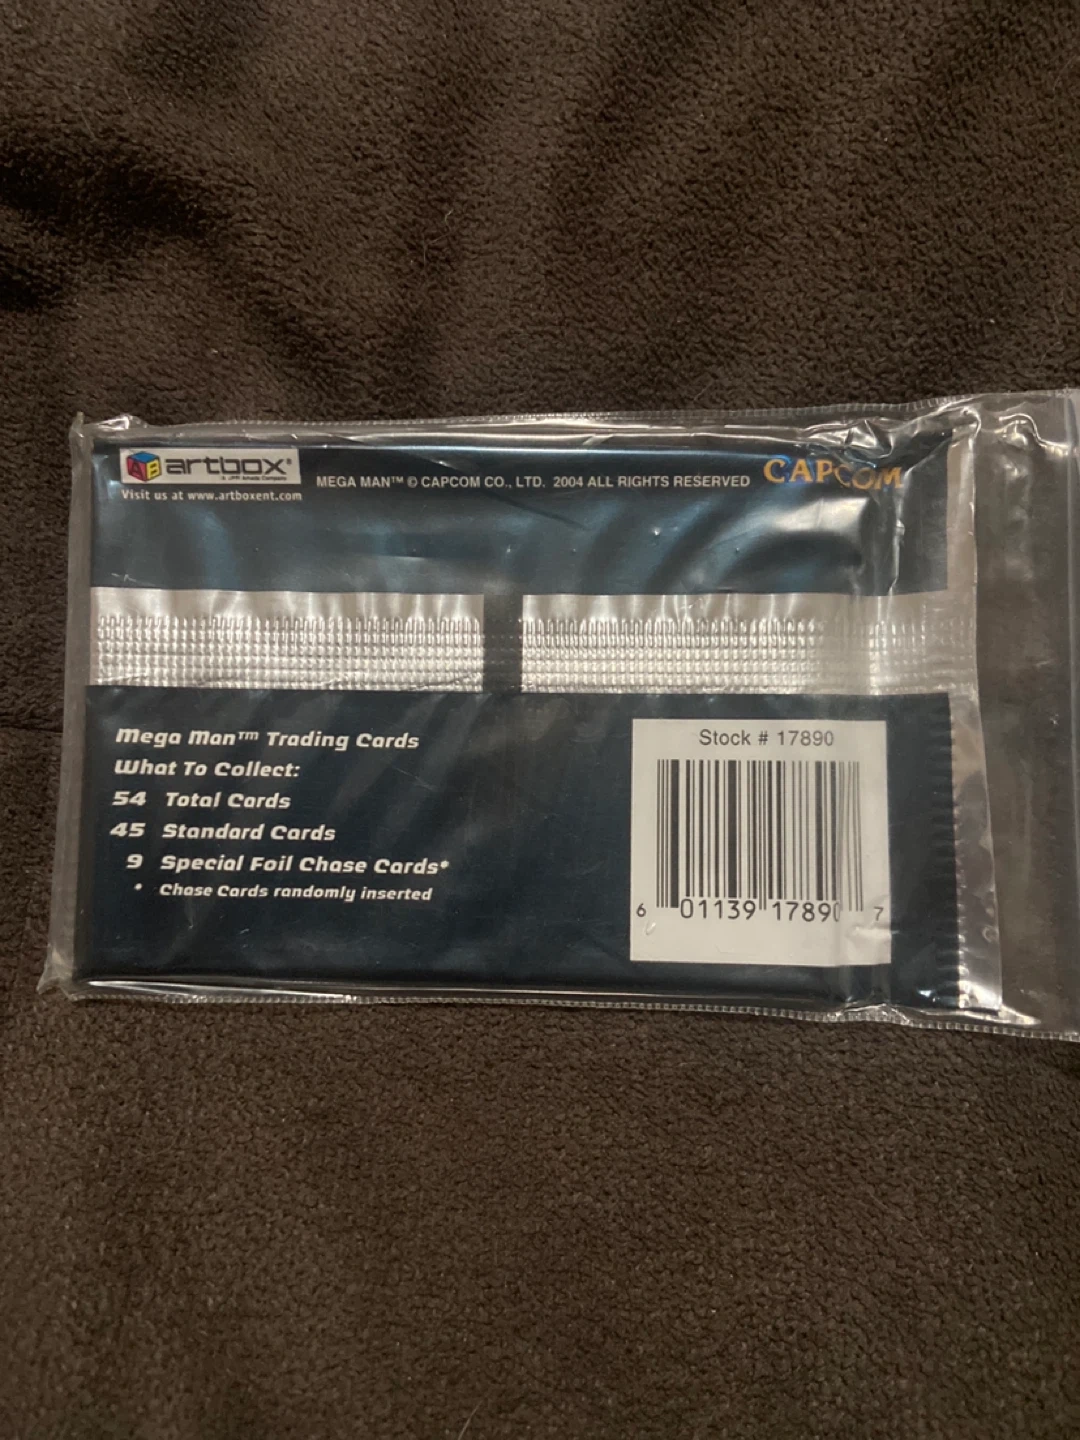 AB artbox®
Visit us at www.artboxent.com
MEGA MAN™ © CAPCOM CO., LTD. 2004 ALL RIGHTS RESERVED
CAPCOM
Mega Man™ Trading Cards
What To Collect:
54 Total Cards
45 Standard Cards
9 Special Foil Chase Cards*
* Chase Cards randomly inserted
Stock # 17890
6 01139 17890 7